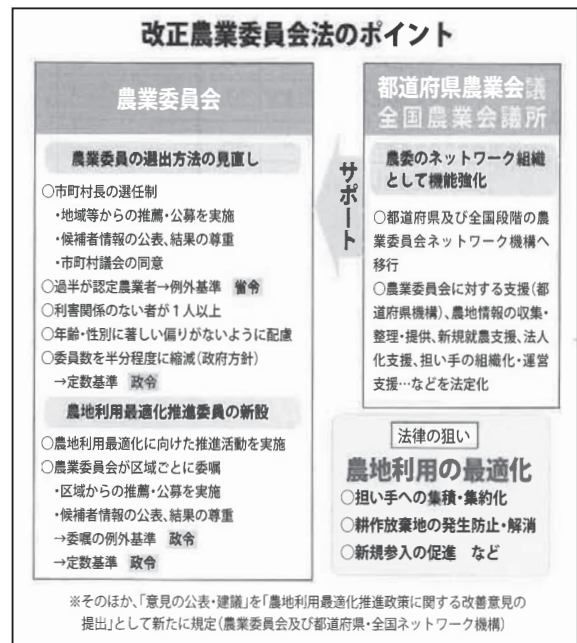 改正農業委員会法のポイント
農業委員会
農業委員の選出方法の見直し
○市町村長の選任制
・地域等からの推薦・公募を実施
・候補者情報の公表、結果の尊重
・市町村議会の同意
○過半が認定農業者→例外基準 省令
○利害関係のない者が1人以上
○年齢・性別に著しい偏りがないように配慮
○委員数を半分程度に縮減(政府方針)
→定数基準 政令
農地利用最適化推進委員の新設
○農地利用最適化に向けた推進活動を実施
○農業委員会が区域ごとに委嘱
・区域からの推薦・公募を実施
・候補者情報の公表、結果の尊重
→委嘱の例外基準 政令
→定数基準 政令
サポート
都道府県農業会議
全国農業会議所
農委のネットワーク組織
として機能強化
○都道府県及び全国段階の農
業委員会ネットワーク機構へ
移行
○農業委員会に対する支援(都
道府県機構)、農地情報の収集・
整理・提供、新規就農支援、法人
化支援、担い手の組織化・運営
支援…などを法定化
法律の狙い
農地利用の最適化
○担い手への集積・集約化
○耕作放棄地の発生防止・解消
○新規参入の促進 など
※そのほか、「意見の公表・建議」を「農地利用最適化推進政策に関する改善意見の
提出」として新たに規定(農業委員会及び都道府県・全国ネットワーク機構)